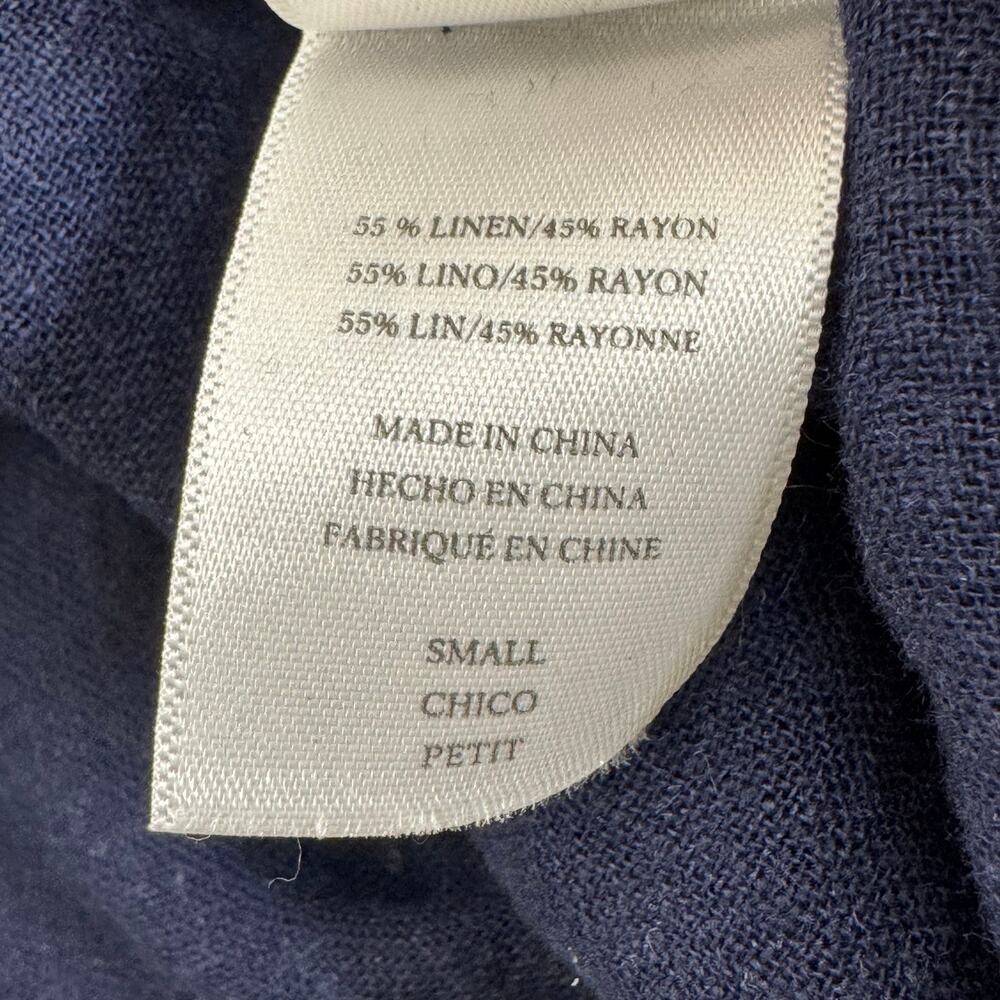 55 % LINEN/45% RAYON
55% LINO/45% RAYON
55% LIN/45% RAYONNE
MADE IN CHINA
HECHO EN CHINA
FABRIQUÉ EN CHINE
SMALL
CHICO
PETIT